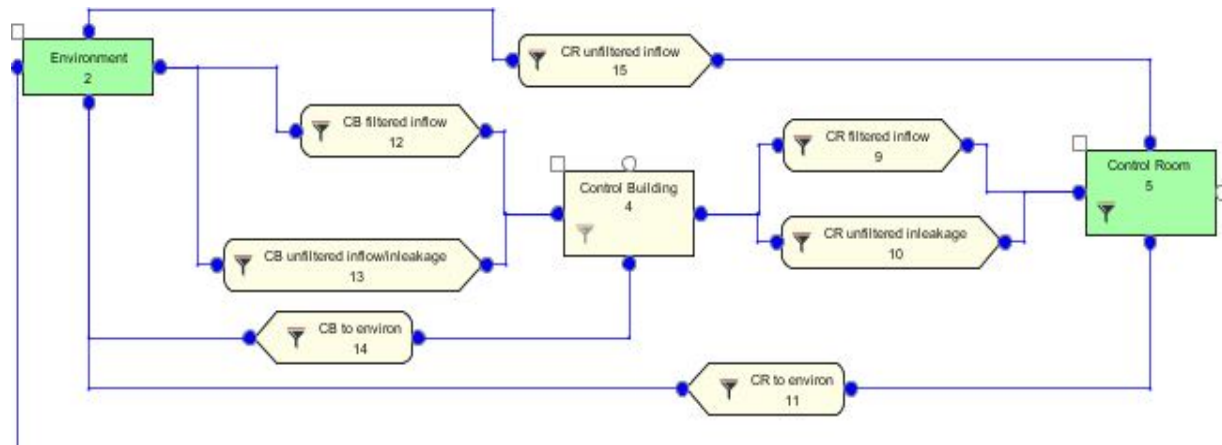 Environment
2
CR unfiltered inflow
15
CB filtered inflow
12
CR filtered inflow
9
Control Building
4
Control Room
5
CB unfiltered inflow/inleakage
13
CR unfiltered inleakage
10
CB to environ
14
CR to environ
11